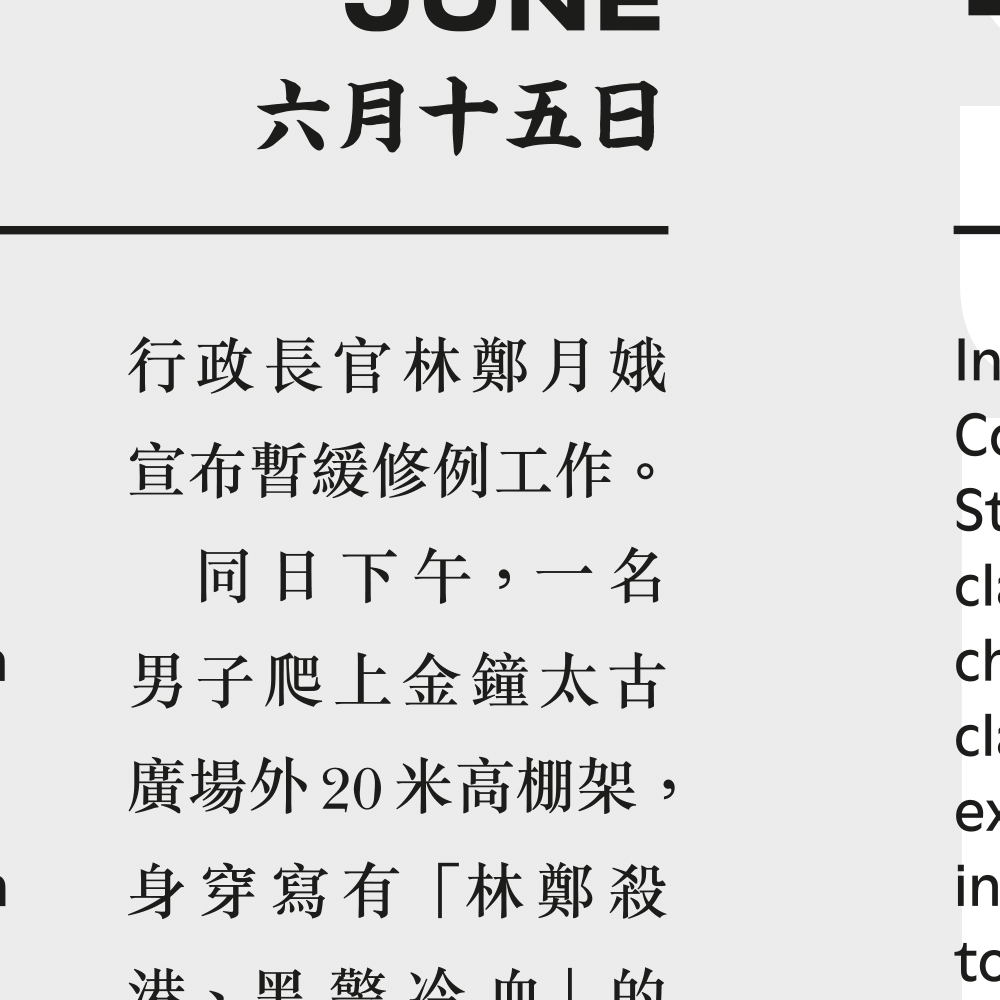 JUNE
六月十五日
行政長官林鄭月娥
宣布暫緩修例工作。
同日下午，一名
男子爬上金鐘太古
廣場外20米高棚架，
身穿寫有「林鄭殺
港、黑警冷血」的
In
Co
St
cla
ch
cla
ex
in
to